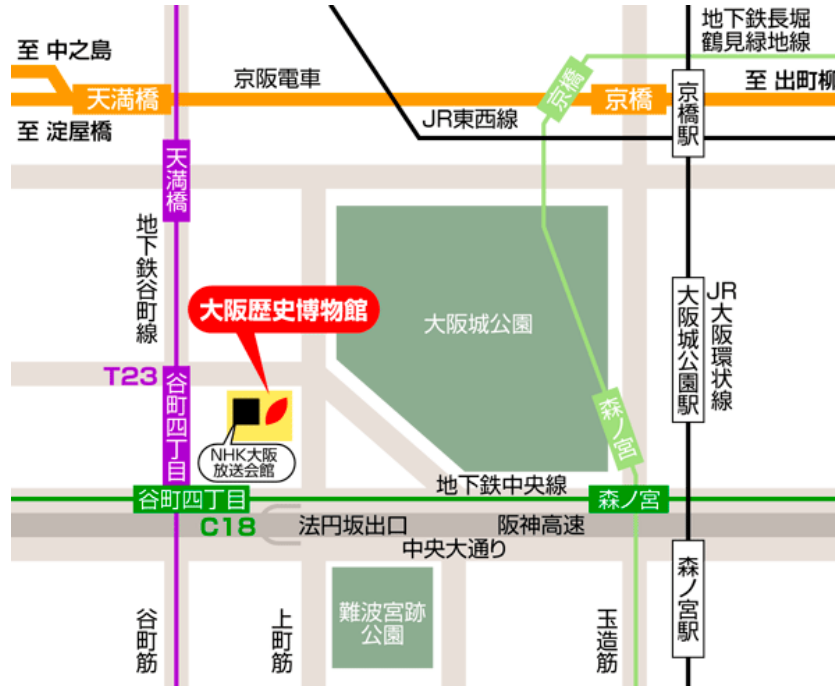 地下鉄長堀
鶴見緑地線
至 中之島
京阪電車
京橋
至 出町柳
天満橋
京橋
京橋駅
至 淀屋橋
JR東西線
天満橋
地下鉄谷町線
大阪歴史博物館
大阪城公園
大阪城公園駅
JR大阪環状線
T23
谷町四丁目
NHK大阪
放送会館
森ノ宮
地下鉄中央線
谷町四丁目
森ノ宮
C18
法円坂出口
阪神高速
中央大通り
森ノ宮駅
難波宮跡
公園
谷町筋
上町筋
玉造筋